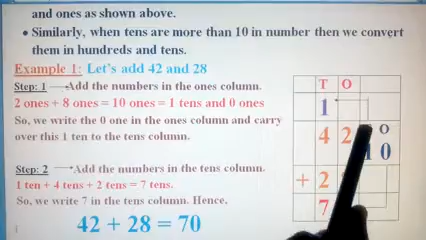 and ones as shown above.
• Similarly, when tens are more than 10 in number then we convert
them in hundreds and tens.
Example 1: Let's add 42 and 28
Step: 1 → Add the numbers in the ones column.
2 ones + 8 ones = 10 ones = 1 tens and 0 ones
So, we write the 0 one in the ones column and carry
over this 1 ten to the tens column.
Step: 2 → Add the numbers in the tens column.
1 ten + 4 tens + 2 tens = 7 tens.
So, we write 7 in the tens column. Hence,
42 + 28 = 70
T O
1
4 2 0
10
+ 2
7